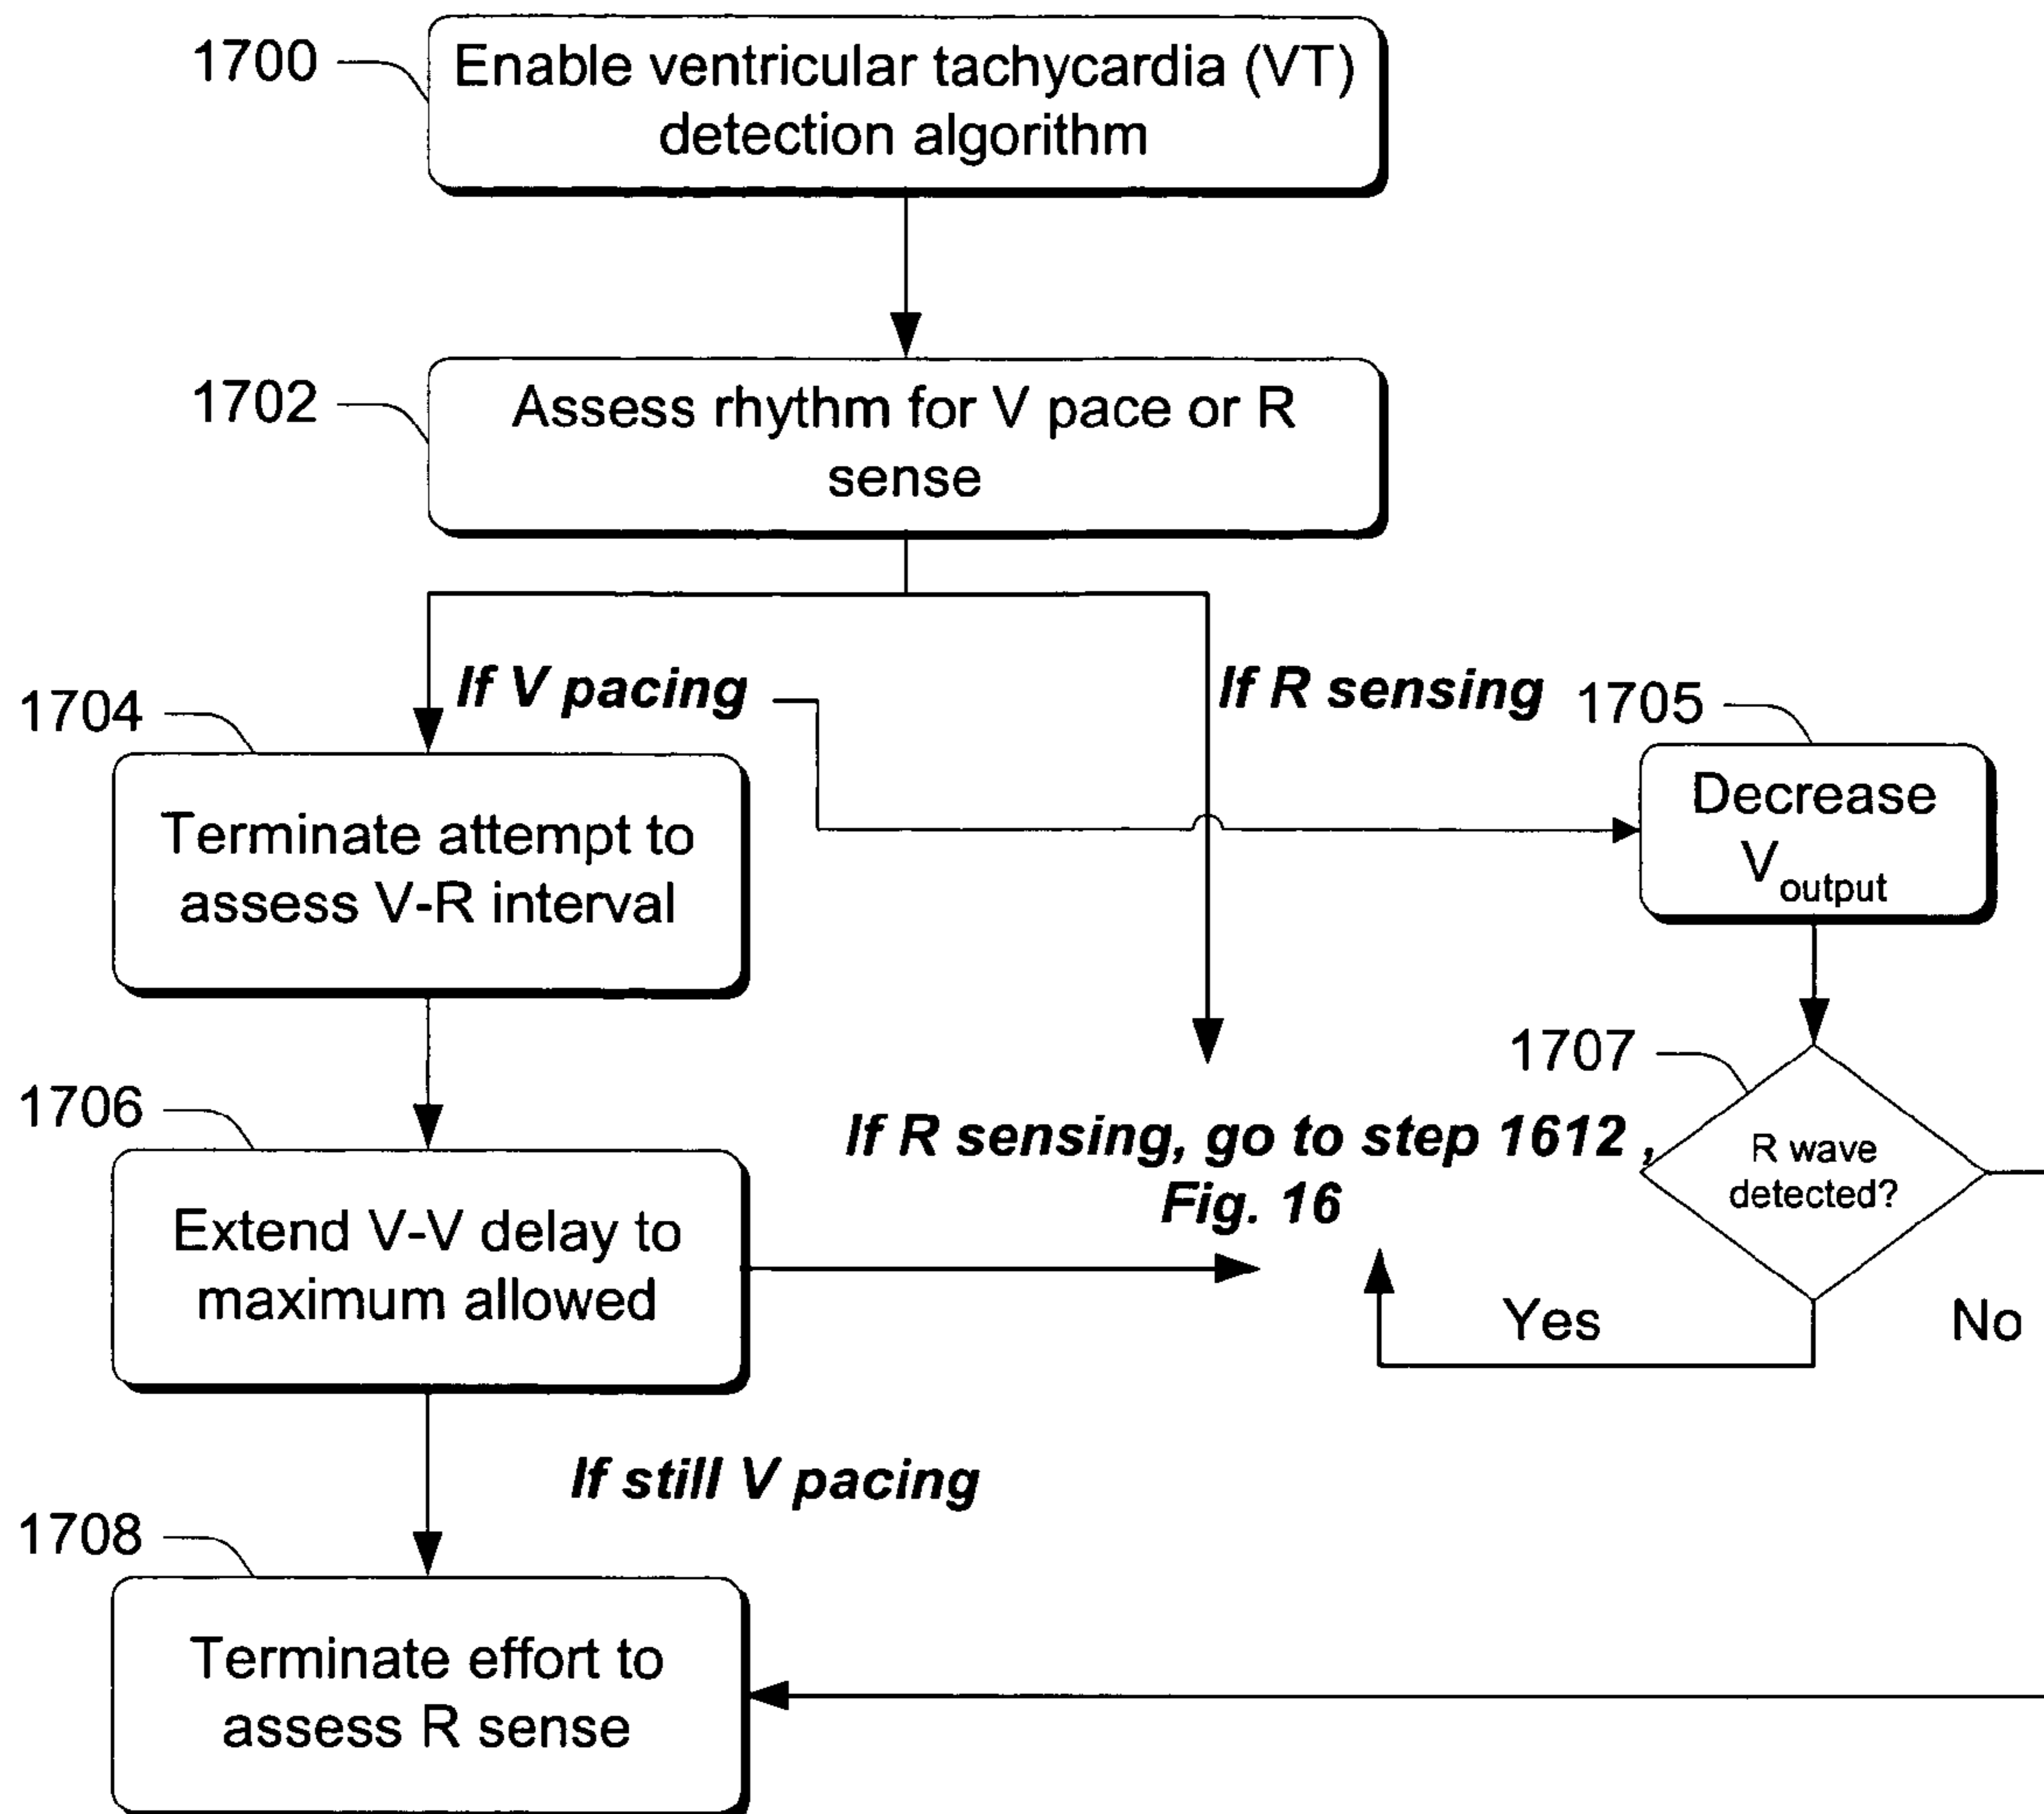 1700
Enable ventricular tachycardia (VT)
detection algorithm
1702
Assess rhythm for V pace or R
sense
If V pacing
If R sensing
1704
Terminate attempt to
assess V-R interval
1705
Decrease
Voutput
1706
Extend V-V delay to
maximum allowed
If R sensing, go to step 1612 ,
Fig. 16
1707
R wave
detected?
Yes
No
If still V pacing
1708
Terminate effort to
assess R sense